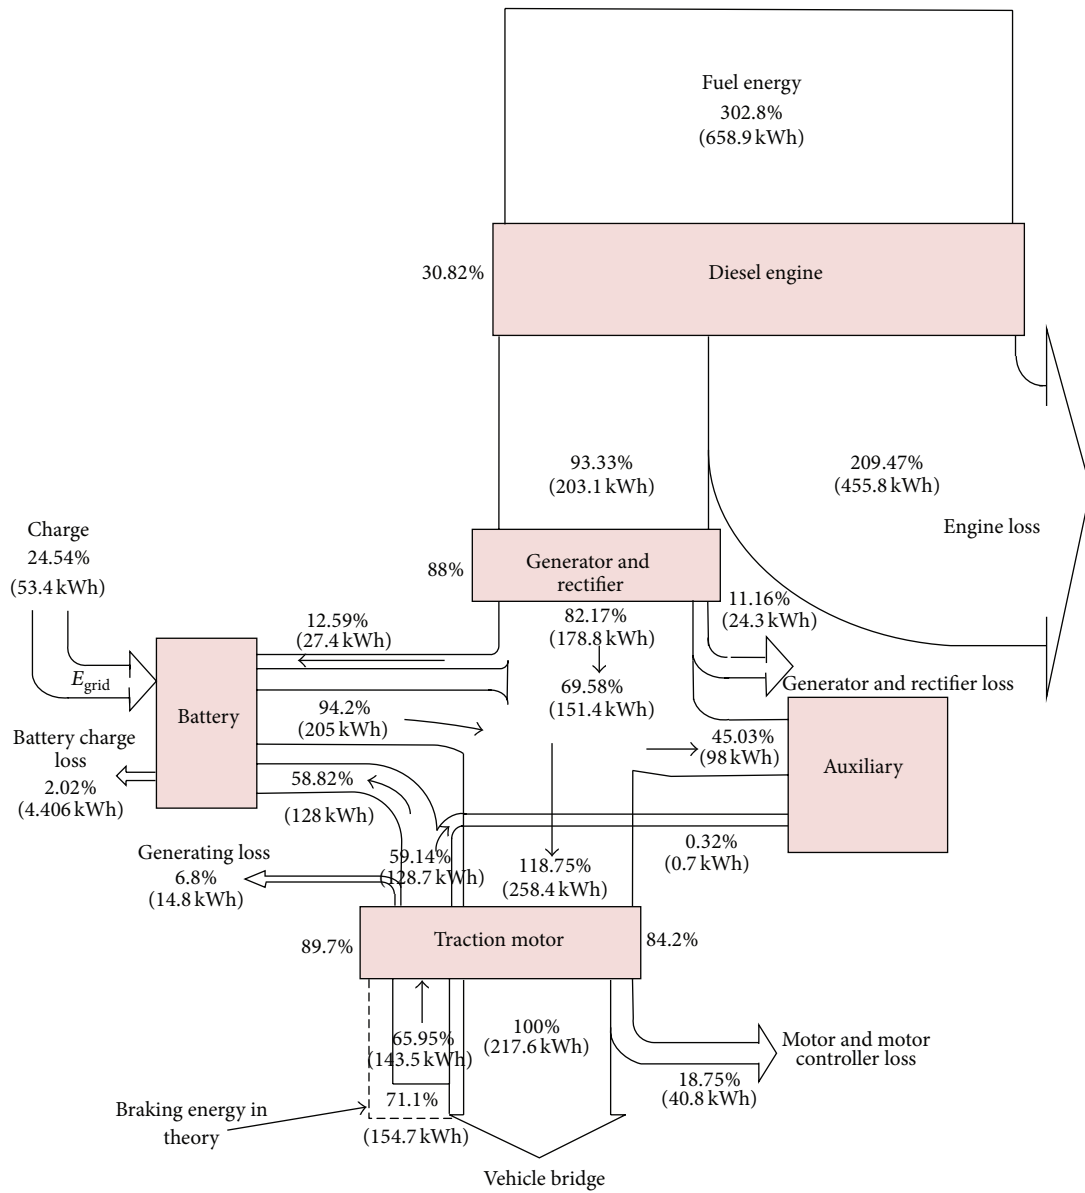 Fuel energy
302.8%
(658.9 kWh)
30.82%
Diesel engine
93.33%
(203.1 kWh)
209.47%
(455.8 kWh)
Engine loss
Charge
24.54%
(53.4 kWh)
88%
Generator and
rectifier
12.59%
(27.4 kWh)
82.17%
(178.8 kWh)
11.16%
(24.3 kWh)
Egrid
69.58%
(151.4 kWh)
Generator and rectifier loss
Battery
94.2%
(205 kWh)
45.03%
(98 kWh)
Auxiliary
Battery charge
loss
2.02%
(4.406 kWh)
58.82%
(128 kWh)
0.32%
(0.7 kWh)
Generating loss
6.8%
(14.8 kWh)
59.14%
(128.7 kWh)
118.75%
(258.4 kWh)
89.7%
Traction motor
84.2%
65.95%
(143.5 kWh)
100%
(217.6 kWh)
Motor and motor
controller loss
18.75%
(40.8 kWh)
71.1%
(154.7 kWh)
Braking energy in
theory
Vehicle bridge